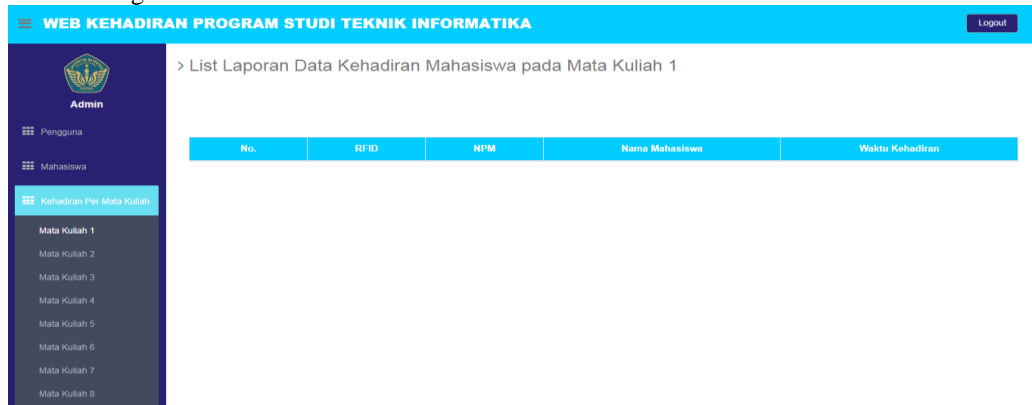 WEB KEHADIRAN PROGRAM STUDI TEKNIK INFORMATIKA
Logout
Admin
Pengguna
Mahasiswa
Kehadiran Per Mata Kuliah
Mata Kuliah 1
Mata Kuliah 2
Mata Kuliah 3
Mata Kuliah 4
Mata Kuliah 5
Mata Kuliah 6
Mata Kuliah 7
Mata Kuliah 8
> List Laporan Data Kehadiran Mahasiswa pada Mata Kuliah 1
No. RFID NPM Nama Mahasiswa Waktu Kehadiran